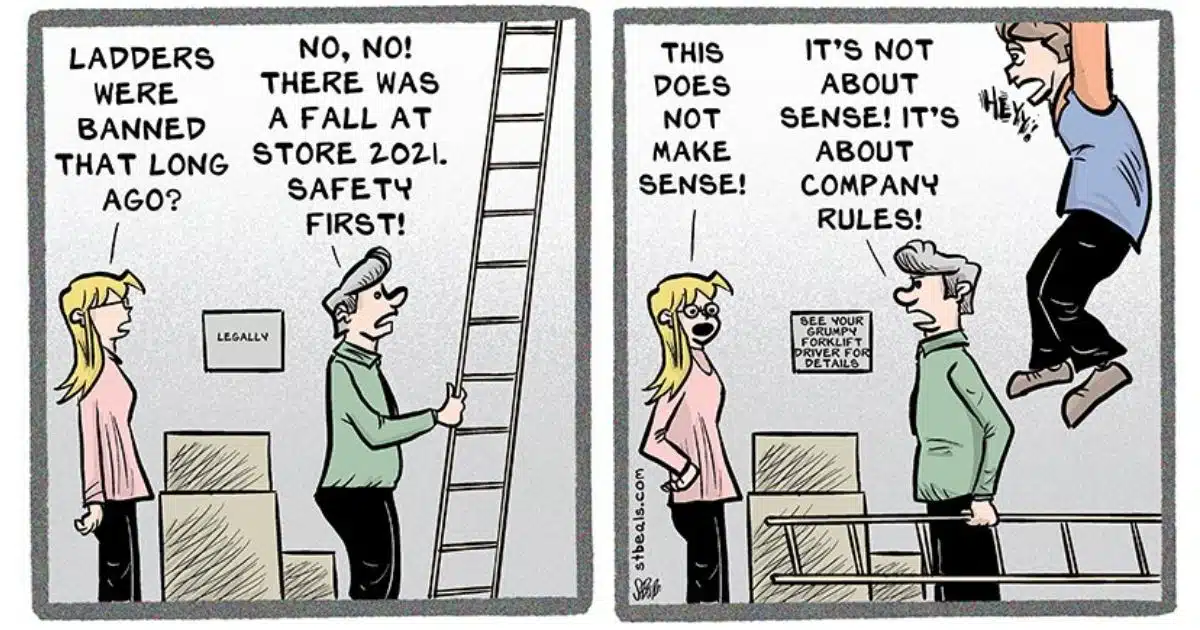 LADDERS
WERE
BANNED
THAT LONG
AGO?
NO, NO!
THERE WAS
A FALL AT
STORE 2021.
SAFETY
FIRST!
LEGALLY
THIS
DOES
NOT
MAKE
SENSE!
IT'S NOT
ABOUT
SENSE! IT'S
ABOUT
COMPANY
RULES!
HEY!
SEE YOUR
GRUMPY
FORKLIFT
DRIVER FOR
DETAILS
stbeals.com